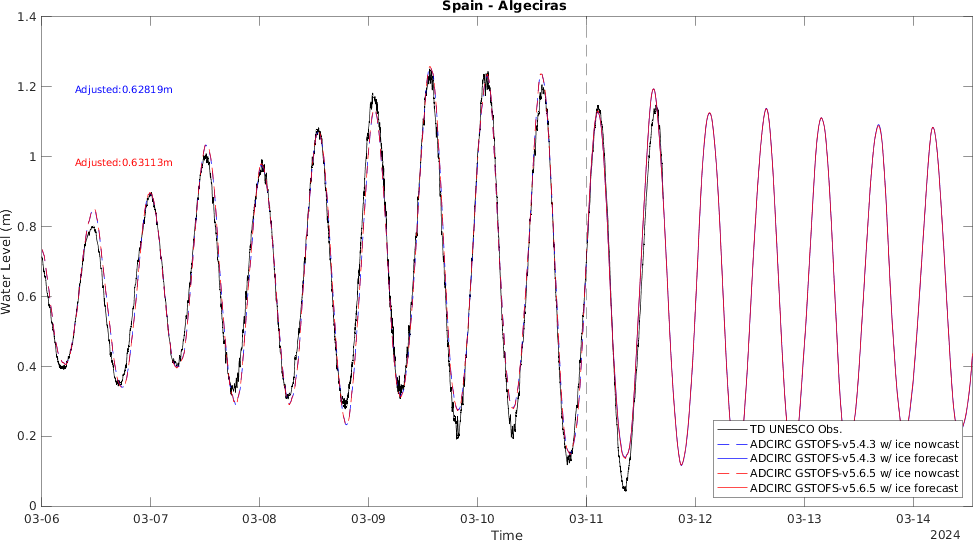 Spain - Algeciras
1.4
1.2
1
0.8
0.6
0.4
0.2
0
Water Level (m)
Adjusted:0.62819m
Adjusted:0.63113m
TD UNESCO Obs.
ADCIRC GSTOFS-v5.4.3 w/ ice nowcast
ADCIRC GSTOFS-v5.4.3 w/ ice forecast
ADCIRC GSTOFS-v5.6.5 w/ ice nowcast
ADCIRC GSTOFS-v5.6.5 w/ ice forecast
03-06 03-07 03-08 03-09 03-10 03-11 03-12 03-13 03-14
Time
2024